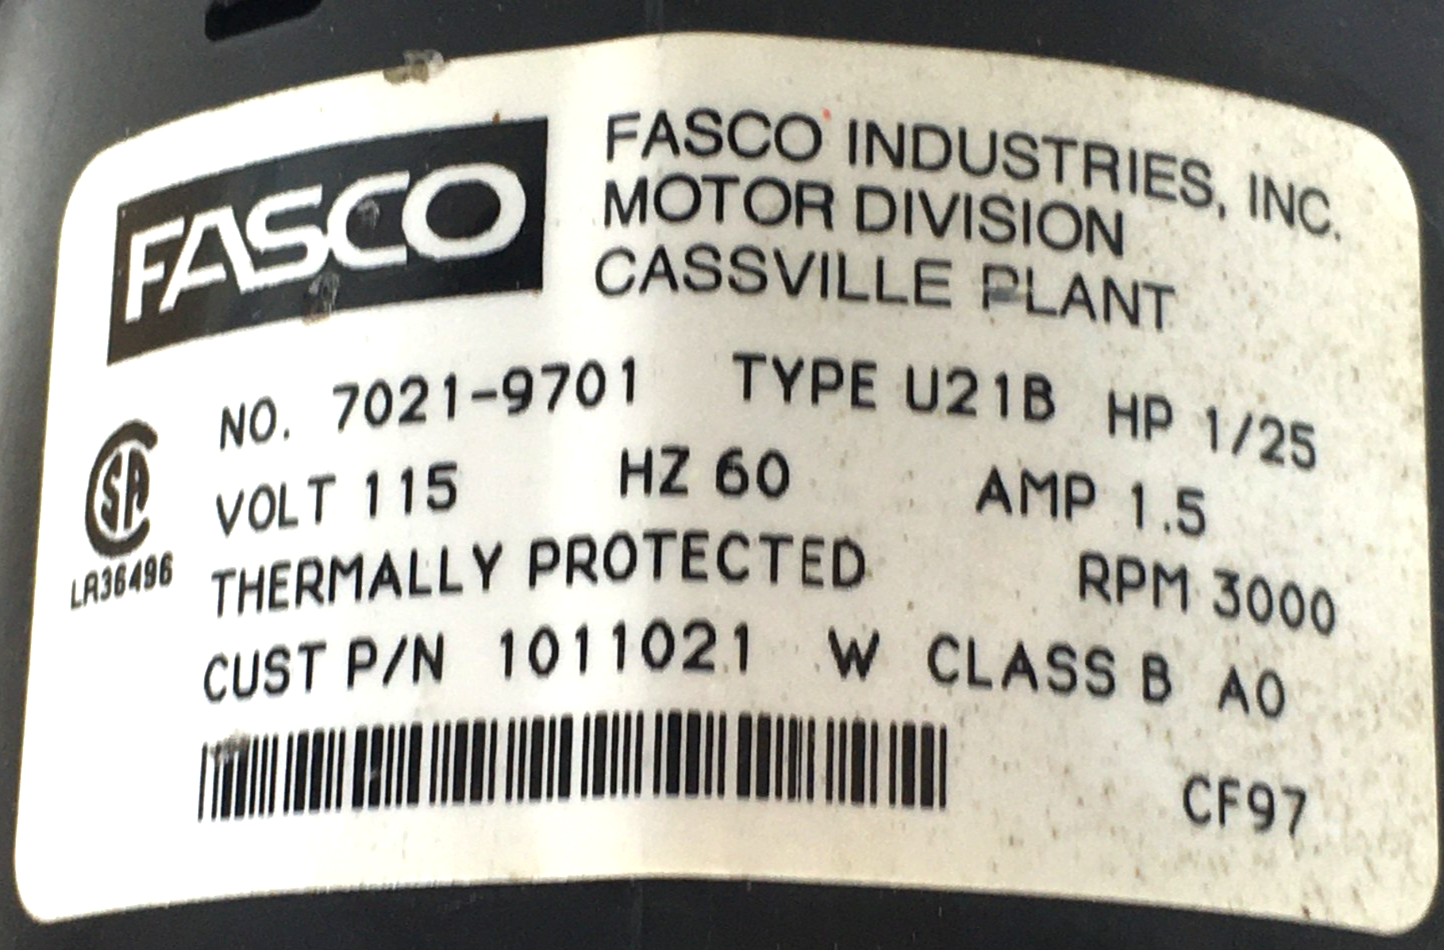 FASCO
FASCO INDUSTRIES, INC.
MOTOR DIVISION
CASSVILLE PLANT
NO. 7021-9701 TYPE U21B HP 1/25
VOLT 115 HZ 60 AMP 1.5
THERMALLY PROTECTED RPM 3000
CUST P/N 1011021 W CLASS B A0
SA
LR36496
CF97